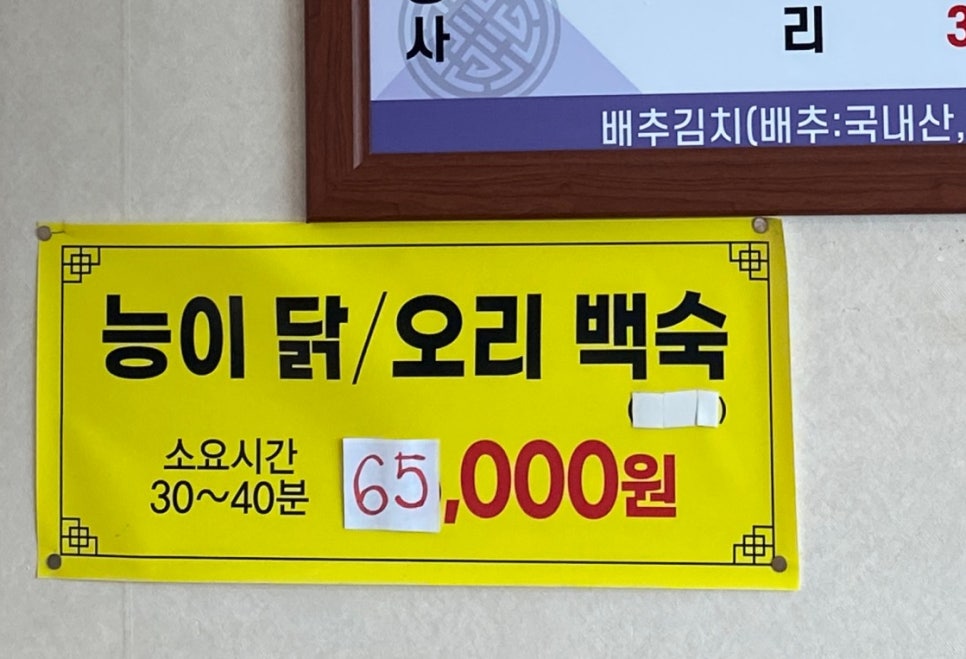 사 리
배추김치(배추:국내산,
능이 닭/오리 백숙
소요시간
30~40분
65,000원